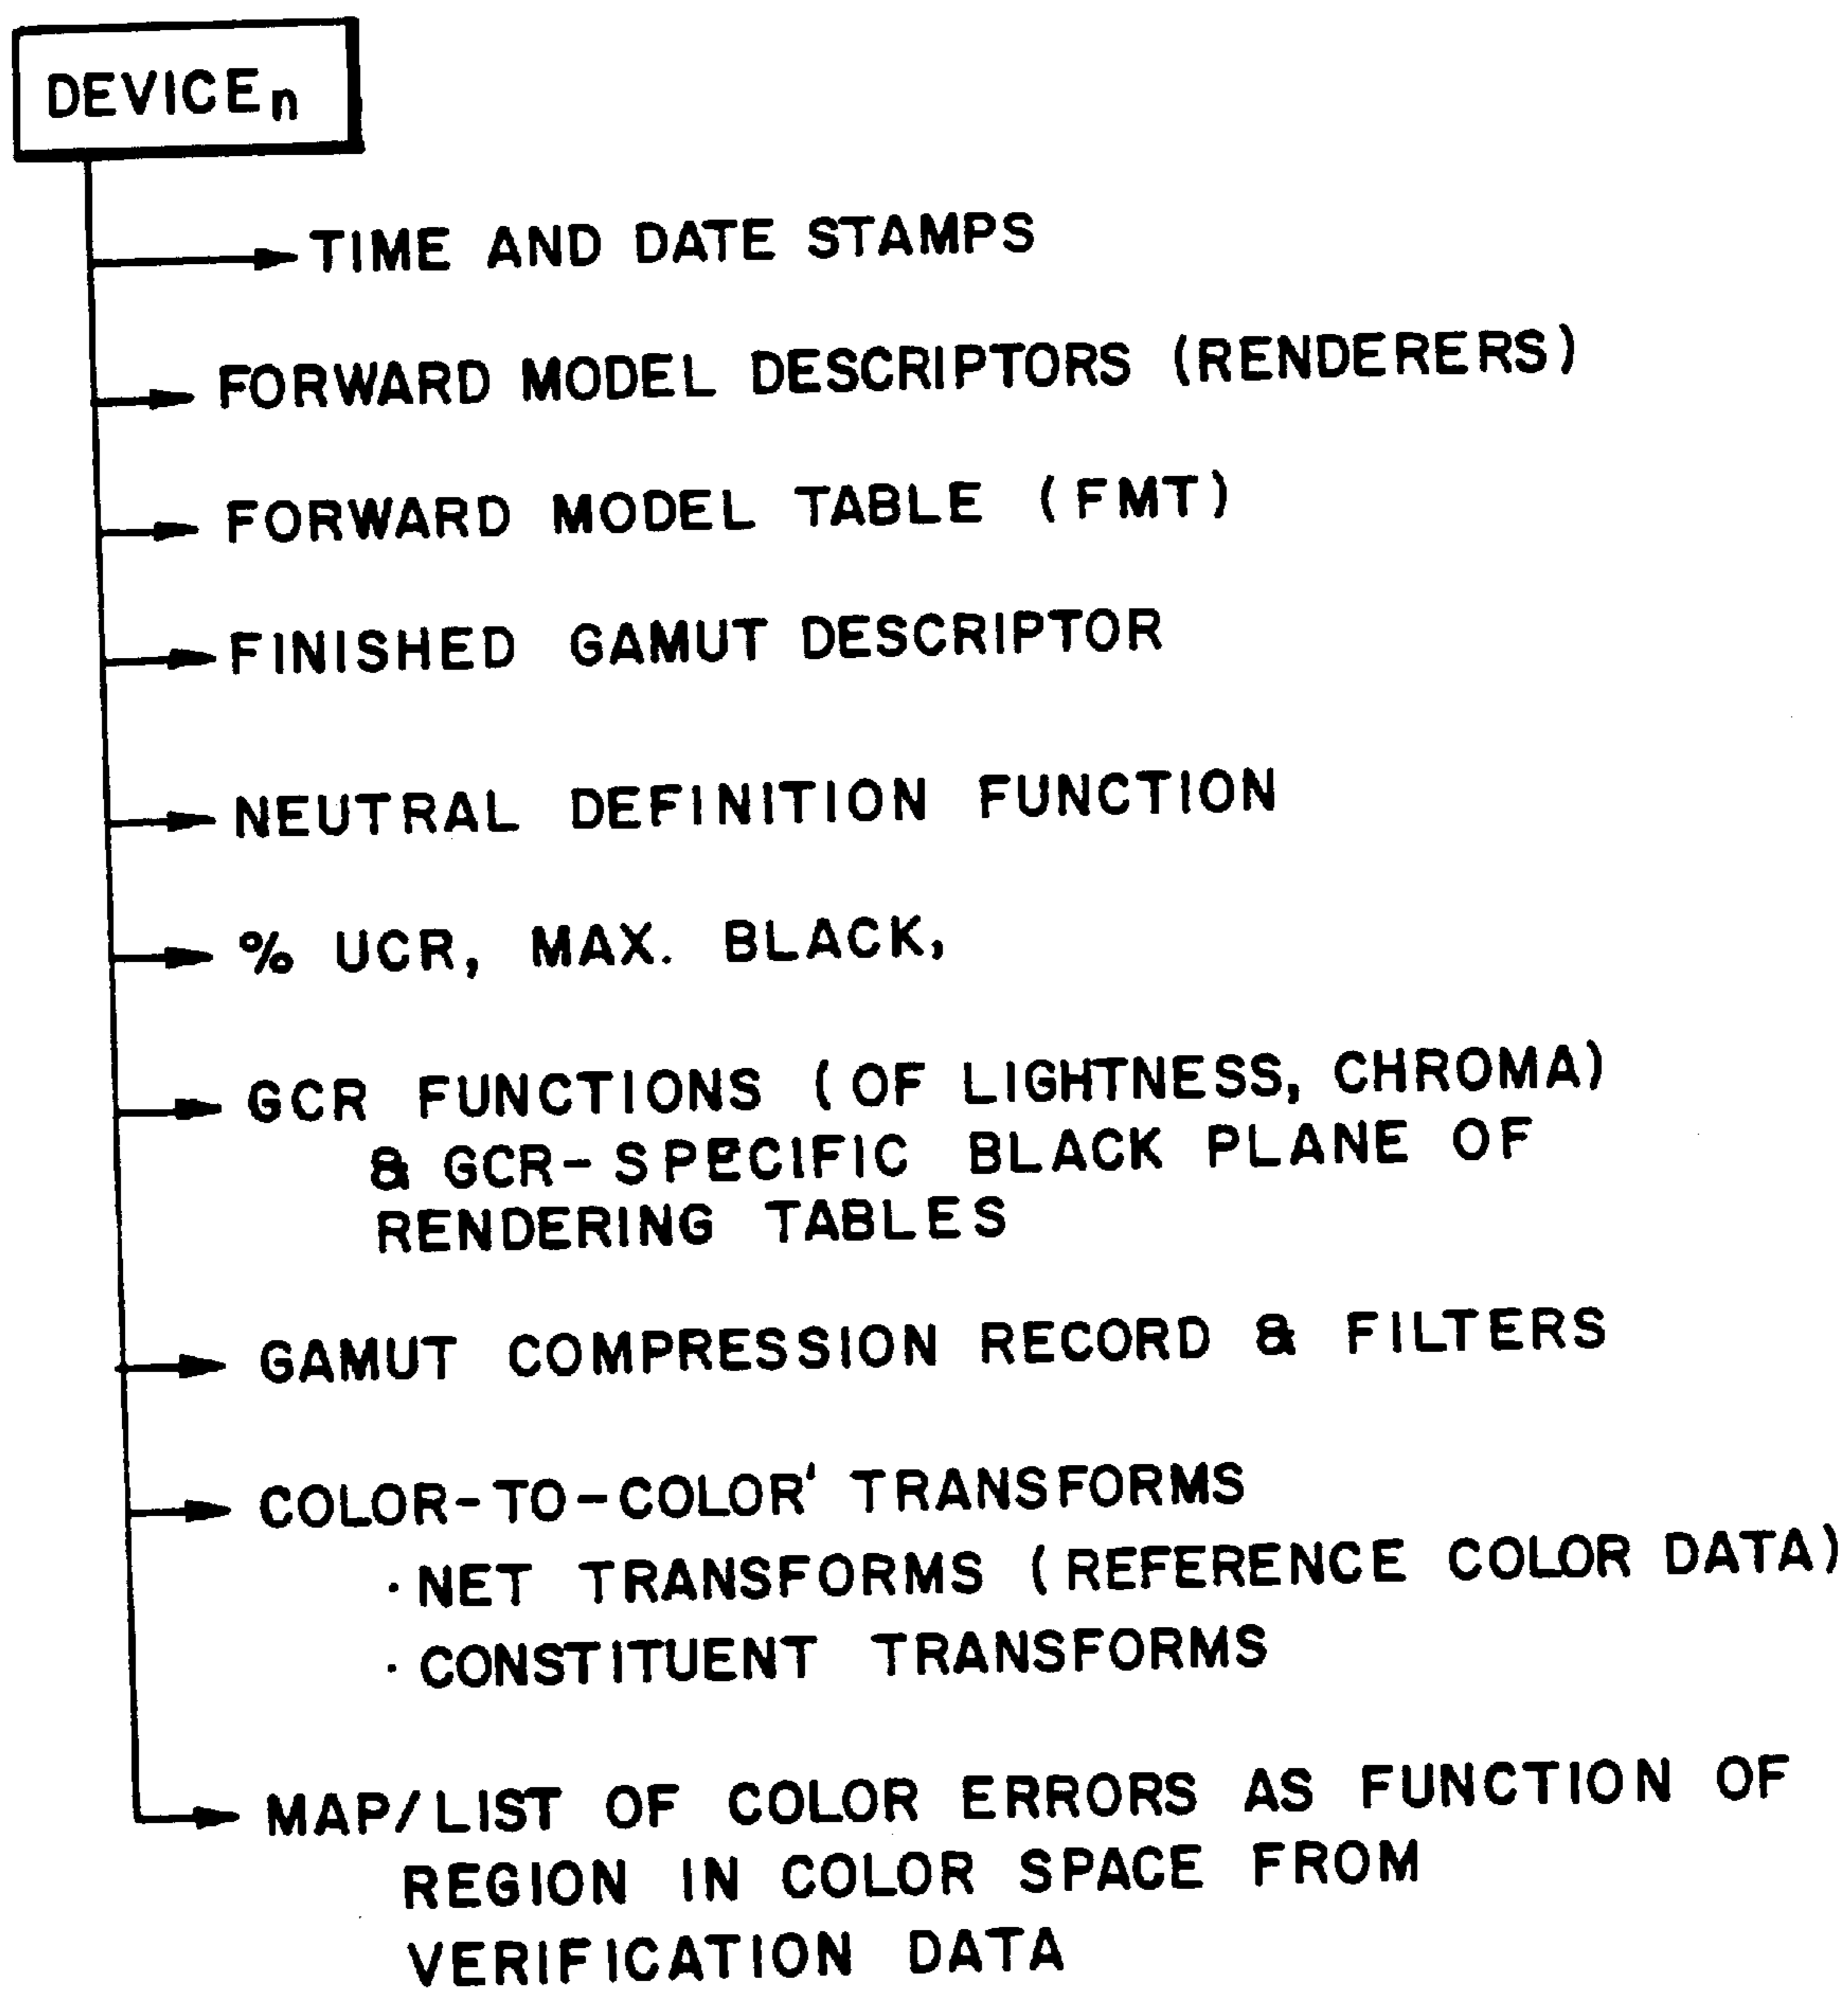 DEVICEn
TIME AND DATE STAMPS
FORWARD MODEL DESCRIPTORS (RENDERERS)
FORWARD MODEL TABLE (FMT)
FINISHED GAMUT DESCRIPTOR
NEUTRAL DEFINITION FUNCTION
% UCR, MAX. BLACK,
GCR FUNCTIONS (OF LIGHTNESS, CHROMA)
& GCR-SPECIFIC BLACK PLANE OF
RENDERING TABLES
GAMUT COMPRESSION RECORD & FILTERS
COLOR-TO-COLOR' TRANSFORMS
· NET TRANSFORMS (REFERENCE COLOR DATA)
· CONSTITUENT TRANSFORMS
MAP/LIST OF COLOR ERRORS AS FUNCTION OF
REGION IN COLOR SPACE FROM
VERIFICATION DATA